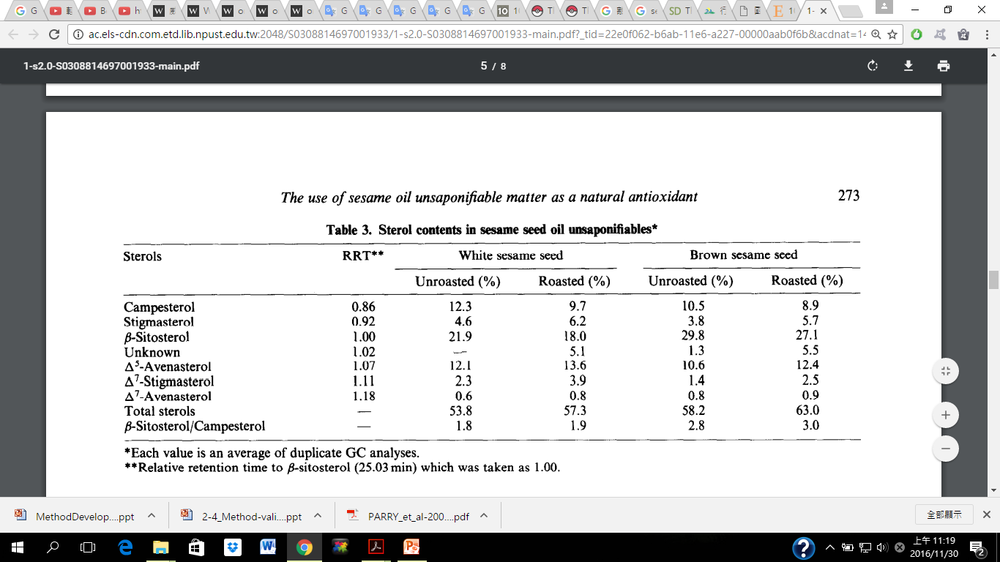 ac.els-cdn.com.etd.lib.npust.edu.tw:2048/S0308814697001933/1-s2.0-S0308814697001933-main.pdf?_tid=22e0f062-b6ab-11e6-a227-00000aab0f6b&acdnat=14
1-s2.0-S0308814697001933-main.pdf 5 / 8
The use of sesame oil unsaponifiable matter as a natural antioxidant 273
Table 3. Sterol contents in sesame seed oil unsaponifiables*
Sterols RRT** White sesame seed Brown sesame seed
Unroasted (%) Roasted (%) Unroasted (%) Roasted (%)
Campesterol 0.86 12.3 9.7 10.5 8.9
Stigmasterol 0.92 4.6 6.2 3.8 5.7
β-Sitosterol 1.00 21.9 18.0 29.8 27.1
Unknown 1.02 — 5.1 1.3 5.5
Δ⁵-Avenasterol 1.07 12.1 13.6 10.6 12.4
Δ⁷-Stigmasterol 1.11 2.3 3.9 1.4 2.5
Δ⁷-Avenasterol 1.18 0.6 0.8 0.8 0.9
Total sterols — 53.8 57.3 58.2 63.0
β-Sitosterol/Campesterol — 1.8 1.9 2.8 3.0
*Each value is an average of duplicate GC analyses.
**Relative retention time to β-sitosterol (25.03 min) which was taken as 1.00.
MethodDevelop....ppt 2-4_Method-vali....ppt PARRY_et_al-200....pdf 全部顯示
上午 11:19
2016/11/30 2